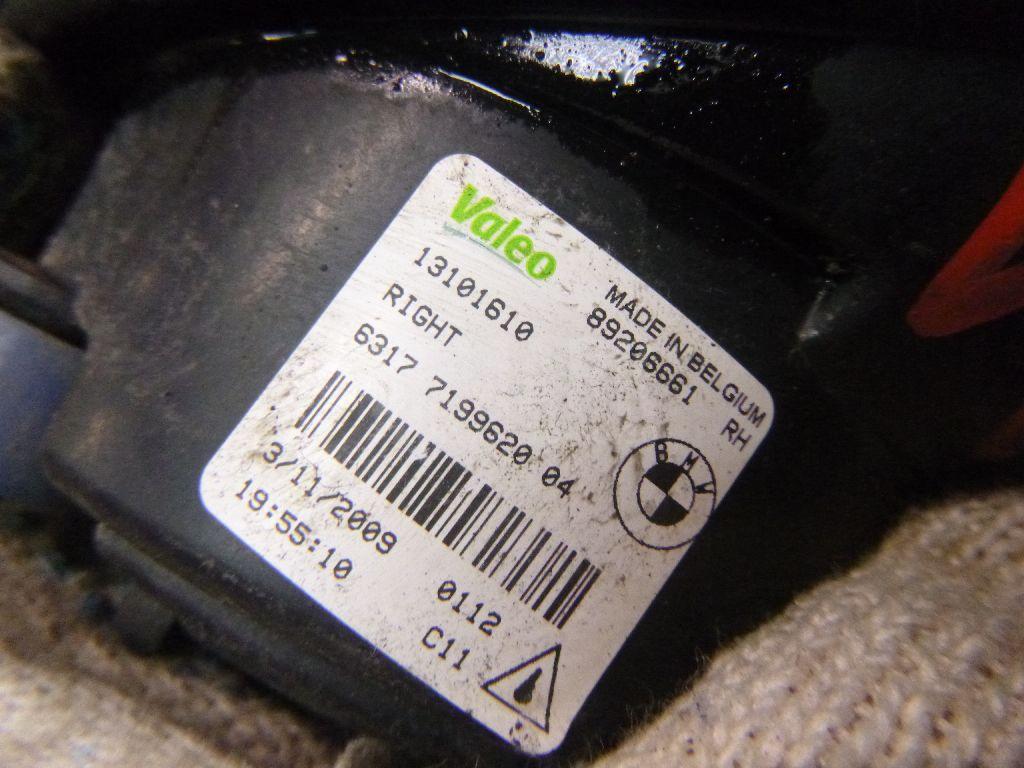 Valeo
MADE IN BELGIUM
13101610
89206661 RH
RIGHT
6317 7199620 04
BMW
3/11/2009
19:55:10
0112
C11